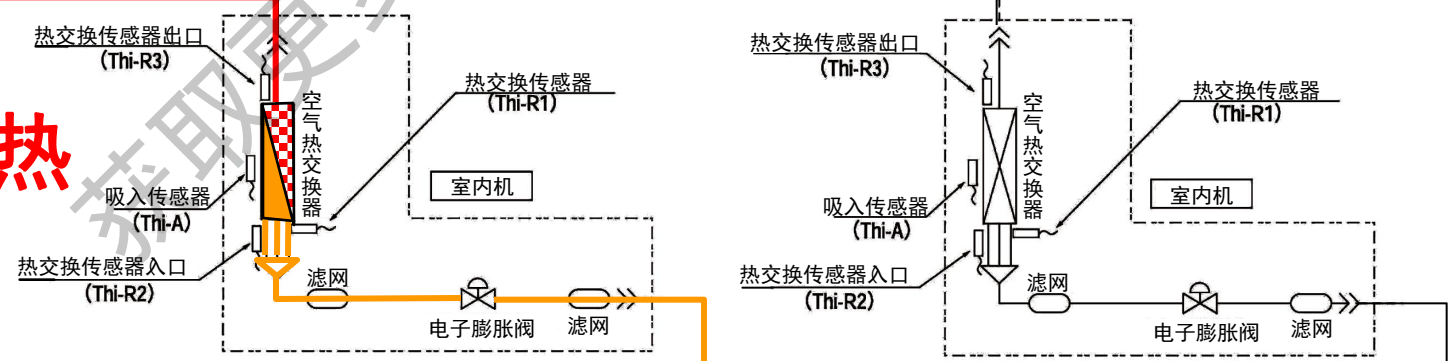 热交换传感器出口
(Thi-R3)
热交换传感器
(Thi-R1)
空气热交换器
热
吸入传感器
(Thi-A)
室内机
热交换传感器入口
(Thi-R2)
滤网
电子膨胀阀
滤网
获取更
热交换传感器出口
(Thi-R3)
热交换传感器
(Thi-R1)
空气热交换器
吸入传感器
(Thi-A)
室内机
热交换传感器入口
(Thi-R2)
滤网
电子膨胀阀
滤网